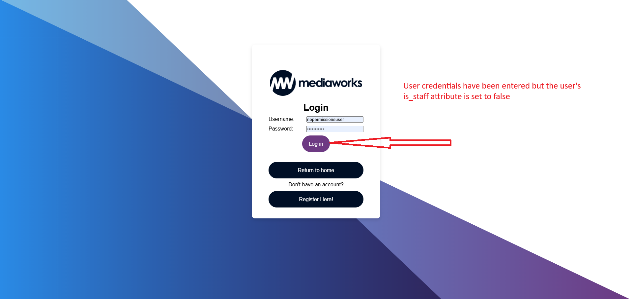 mediaworks
User credentials have been entered but the user's
is_staff attribute is set to false
Login
Username:
Password:
Log in
Return to home
Don't have an account?
Register Here!